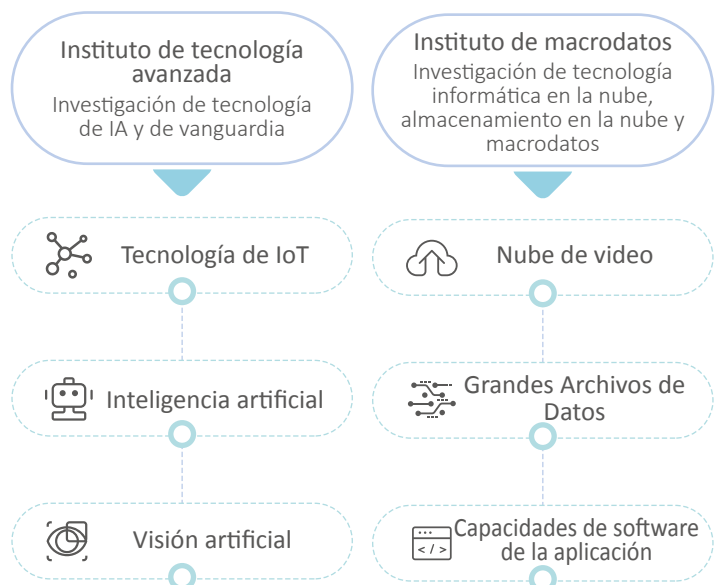 Instituto de tecnología
avanzada
Investigación de tecnología
de IA y de vanguardia
Tecnología de IoT
Inteligencia artificial
Visión artificial
Instituto de macrodatos
Investigación de tecnología
informática en la nube,
almacenamiento en la nube y
macrodatos
Nube de video
Grandes Archivos de
Datos
</>
Capacidades de software
de la aplicación